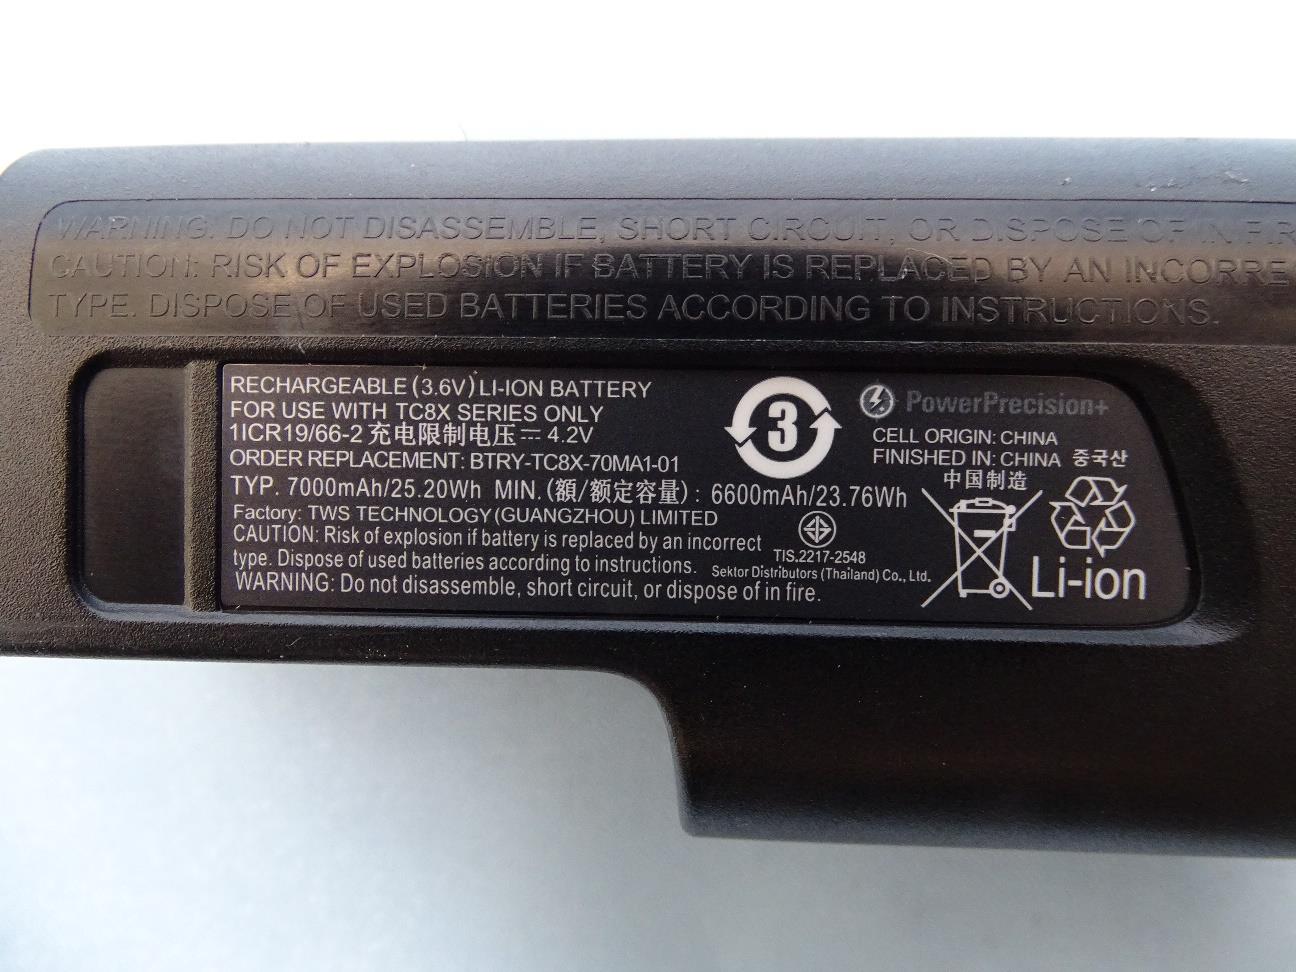 WARNING: DO NOT DISASSEMBLE, SHORT CIRCUIT, OR DISPOSE OF IN FIR
CAUTION: RISK OF EXPLOSION IF BATTERY IS REPLACED BY AN INCORRE
TYPE. DISPOSE OF USED BATTERIES ACCORDING TO INSTRUCTIONS.
RECHARGEABLE (3.6V) LI-ION BATTERY
FOR USE WITH TC8X SERIES ONLY
1ICR19/66-2 充电限制电压 ⎓ 4.2V
ORDER REPLACEMENT: BTRY-TC8X-70MA1-01
TYP. 7000mAh/25.20Wh MIN. (額/额定容量) : 6600mAh/23.76Wh
Factory: TWS TECHNOLOGY (GUANGZHOU) LIMITED
CAUTION: Risk of explosion if battery is replaced by an incorrect
type. Dispose of used batteries according to instructions.
WARNING: Do not disassemble, short circuit, or dispose of in fire.
3
PowerPrecision+
CELL ORIGIN: CHINA
FINISHED IN: CHINA 중국산
中国制造
TIS.2217-2548
Sektor Distributors (Thailand) Co., Ltd.
Li-ion